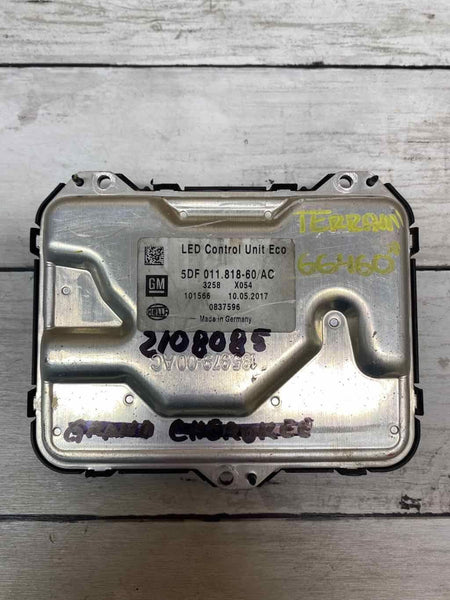 LED Control Unit Eco
TERRAIN
5DF 011.818-60/AC
66460A
GM
3258 X054
101566 10.05.2017
HELLA
0837596
Made in Germany
2108085
GRAND CHEROKEE